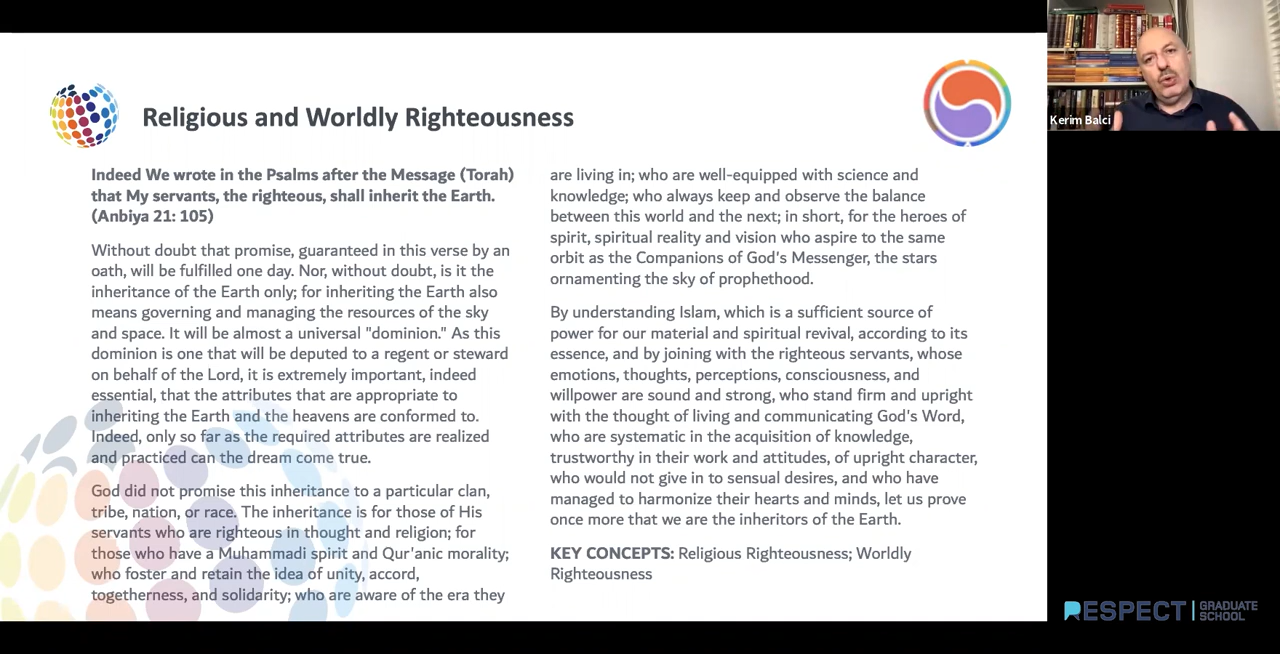 Religious and Worldly Righteousness
Indeed We wrote in the Psalms after the Message (Torah)
that My servants, the righteous, shall inherit the Earth.
(Anbiya 21: 105)
Without doubt that promise, guaranteed in this verse by an
oath, will be fulfilled one day. Nor, without doubt, is it the
inheritance of the Earth only; for inheriting the Earth also
means governing and managing the resources of the sky
and space. It will be almost a universal "dominion." As this
dominion is one that will be deputed to a regent or steward
on behalf of the Lord, it is extremely important, indeed
essential, that the attributes that are appropriate to
inheriting the Earth and the heavens are conformed to.
Indeed, only so far as the required attributes are realized
and practiced can the dream come true.
God did not promise this inheritance to a particular clan,
tribe, nation, or race. The inheritance is for those of His
servants who are righteous in thought and religion; for
those who have a Muhammadi spirit and Qur'anic morality;
who foster and retain the idea of unity, accord,
togetherness, and solidarity; who are aware of the era they
are living in; who are well-equipped with science and
knowledge; who always keep and observe the balance
between this world and the next; in short, for the heroes of
spirit, spiritual reality and vision who aspire to the same
orbit as the Companions of God's Messenger, the stars
ornamenting the sky of prophethood.
By understanding Islam, which is a sufficient source of
power for our material and spiritual revival, according to its
essence, and by joining with the righteous servants, whose
emotions, thoughts, perceptions, consciousness, and
willpower are sound and strong, who stand firm and upright
with the thought of living and communicating God's Word,
who are systematic in the acquisition of knowledge,
trustworthy in their work and attitudes, of upright character,
who would not give in to sensual desires, and who have
managed to harmonize their hearts and minds, let us prove
once more that we are the inheritors of the Earth.
KEY CONCEPTS: Religious Righteousness; Worldly
Righteousness
Kerim Balci
RESPECT
GRADUATE
SCHOOL